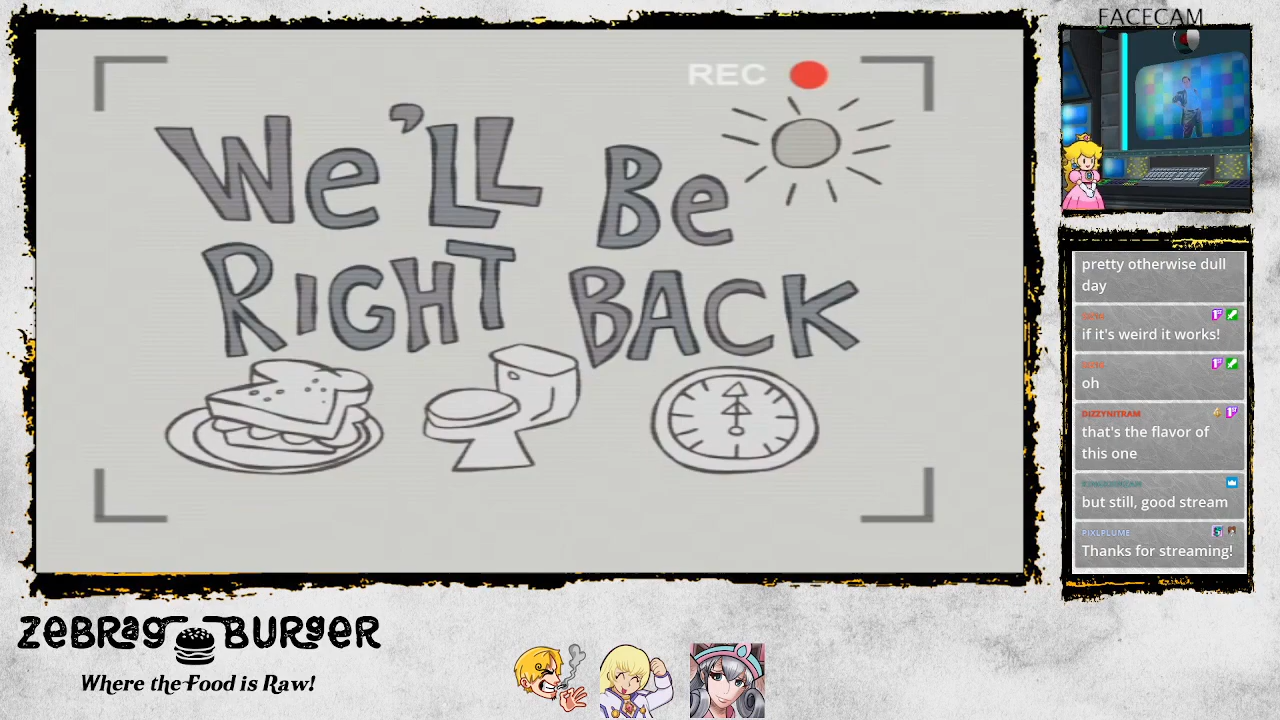 FACECAM
REC
We'll Be
Right Back
pretty otherwise dull
day
if it's weird it works!
oh
DIZZYNITRAM
that's the flavor of
this one
but still, good stream
PIXLPLUME
Thanks for streaming!
ZEBRag BURgER
Where the Food is Raw!